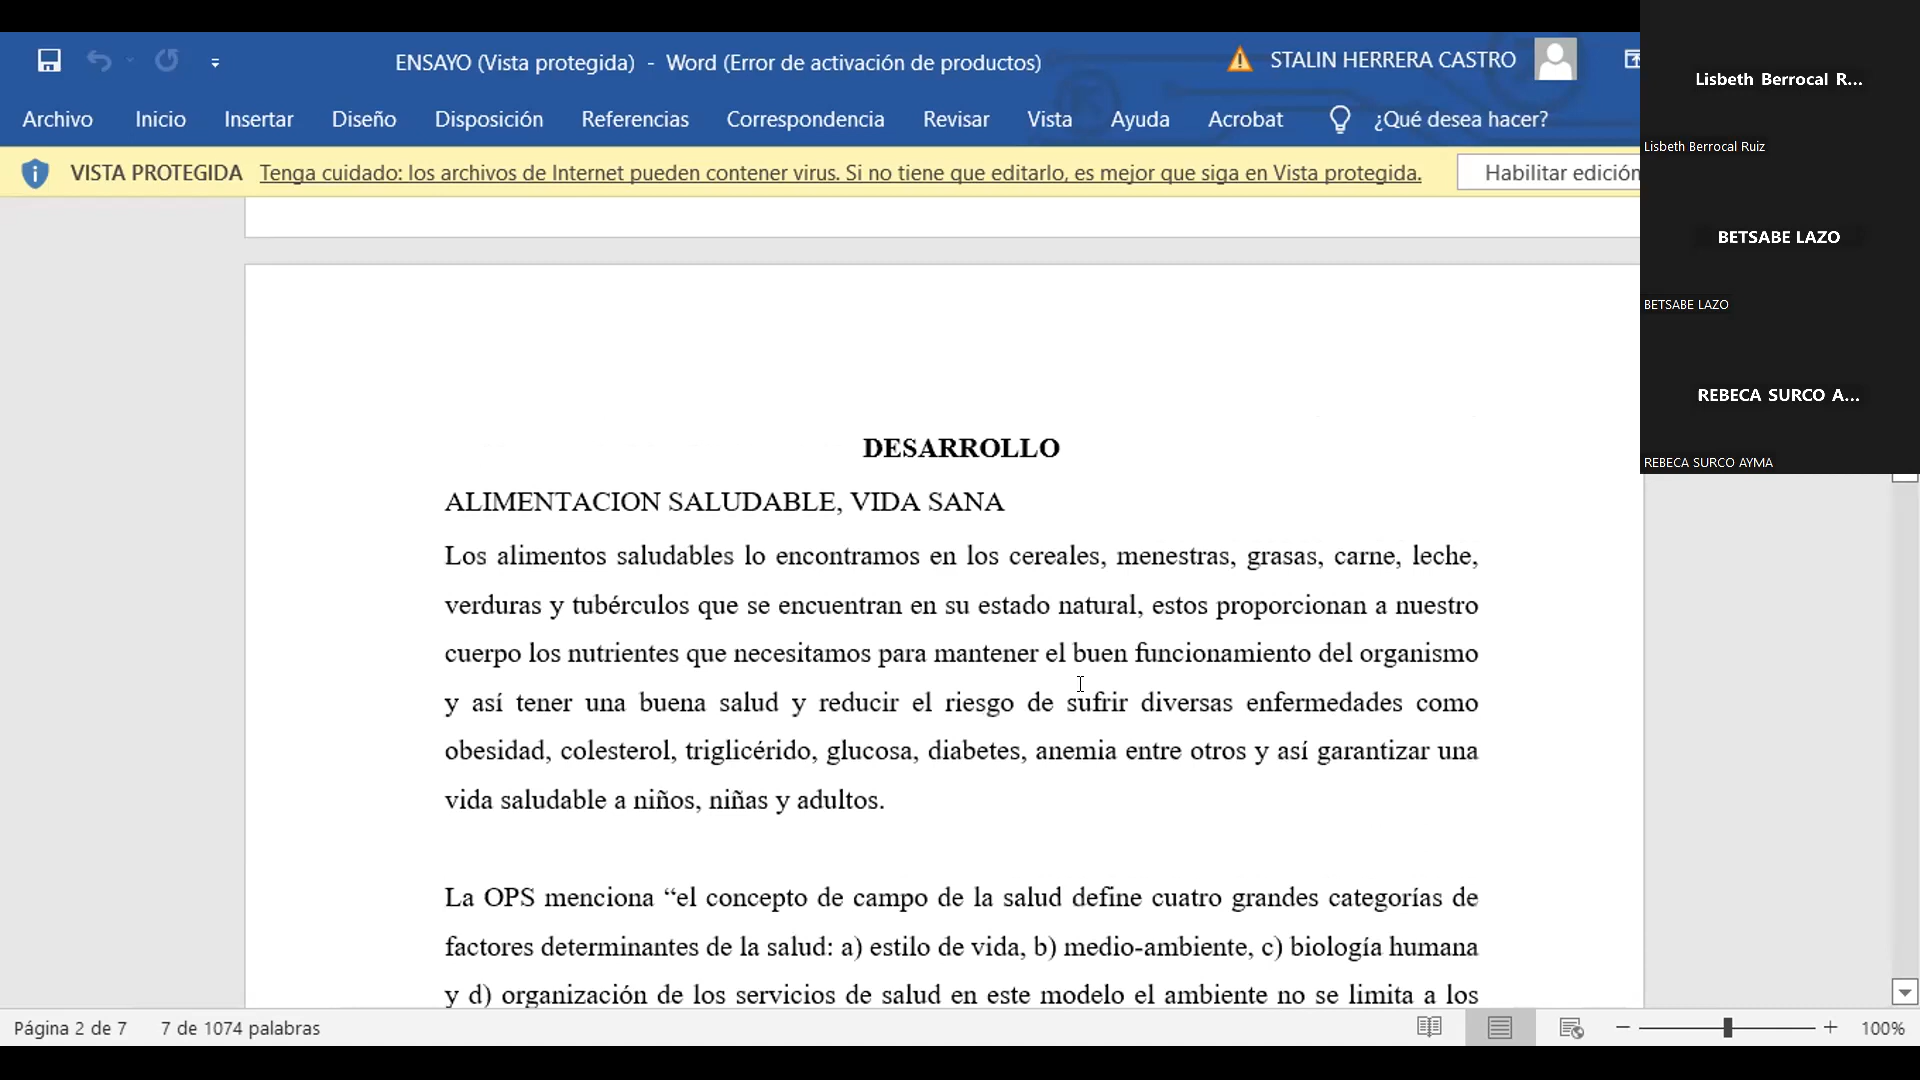 ENSAYO (Vista protegida) - Word (Error de activación de productos)
STALIN HERRERA CASTRO
Archivo Inicio Insertar Diseño Disposición Referencias Correspondencia Revisar Vista Ayuda Acrobat ¿Qué desea hacer?
VISTA PROTEGIDA Tenga cuidado: los archivos de Internet pueden contener virus. Si no tiene que editarlo, es mejor que siga en Vista protegida. Habilitar edición
Lisbeth Berrocal R...
Lisbeth Berrocal Ruiz
BETSABE LAZO
BETSABE LAZO
REBECA SURCO A...
REBECA SURCO AYMA
DESARROLLO
ALIMENTACION SALUDABLE, VIDA SANA
Los alimentos saludables lo encontramos en los cereales, menestras, grasas, carne, leche,
verduras y tubérculos que se encuentran en su estado natural, estos proporcionan a nuestro
cuerpo los nutrientes que necesitamos para mantener el buen funcionamiento del organismo
y así tener una buena salud y reducir el riesgo de sufrir diversas enfermedades como
obesidad, colesterol, triglicérido, glucosa, diabetes, anemia entre otros y así garantizar una
vida saludable a niños, niñas y adultos.
La OPS menciona “el concepto de campo de la salud define cuatro grandes categorías de
factores determinantes de la salud: a) estilo de vida, b) medio-ambiente, c) biología humana
y d) organización de los servicios de salud en este modelo el ambiente no se limita a los
Página 2 de 7 7 de 1074 palabras 100%